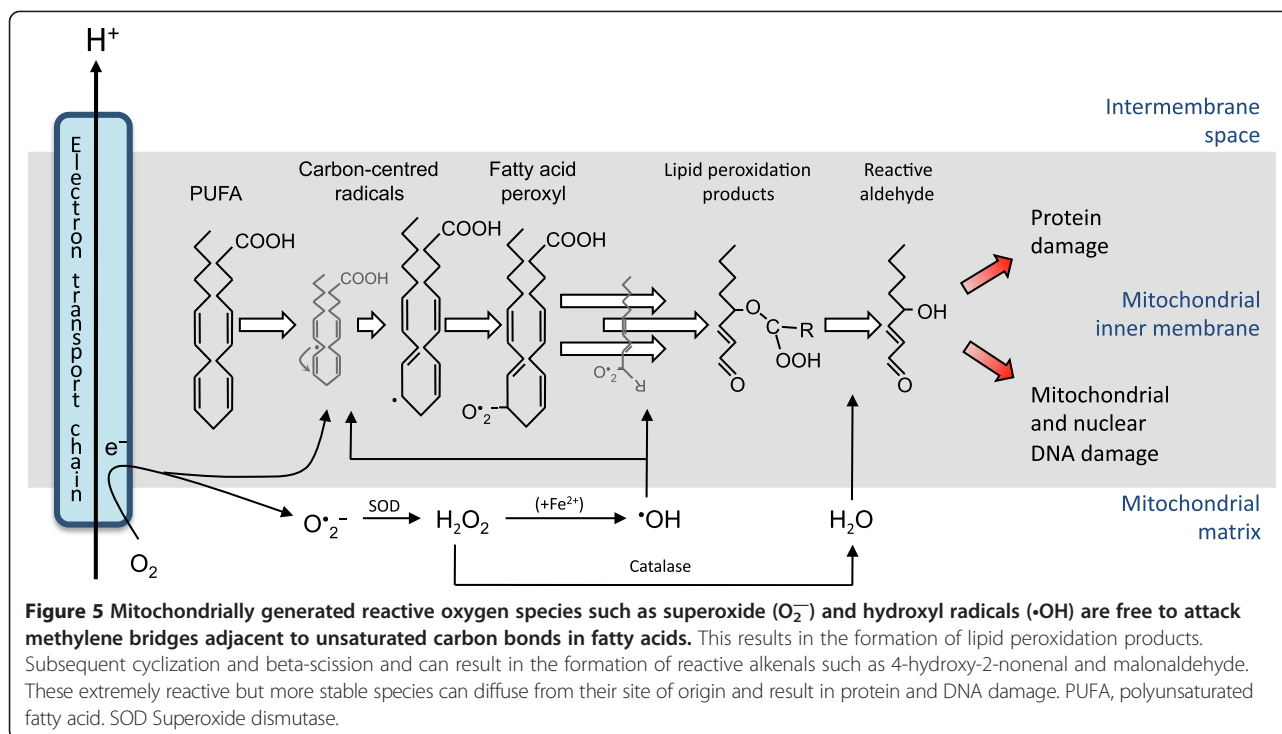 H⁺
Intermembrane
space
Electron transport chain
PUFA
Carbon-centred
radicals
Fatty acid
peroxyl
Lipid peroxidation
products
Reactive
aldehyde
COOH
COOH
COOH
COOH
O
C
R
OOH
O
OH
O
O•₂⁻
O•₂⁻
R
Protein
damage
Mitochondrial
inner membrane
Mitochondrial
and nuclear
DNA damage
e⁻
O₂
O•₂⁻
SOD
H₂O₂
(+Fe²⁺)
•OH
H₂O
Catalase
Mitochondrial
matrix
Figure 5 Mitochondrially generated reactive oxygen species such as superoxide (O₂⁻) and hydroxyl radicals (•OH) are free to attack
methylene bridges adjacent to unsaturated carbon bonds in fatty acids. This results in the formation of lipid peroxidation products.
Subsequent cyclization and beta-scission and can result in the formation of reactive alkenals such as 4-hydroxy-2-nonenal and malonaldehyde.
These extremely reactive but more stable species can diffuse from their site of origin and result in protein and DNA damage. PUFA, polyunsaturated
fatty acid. SOD Superoxide dismutase.